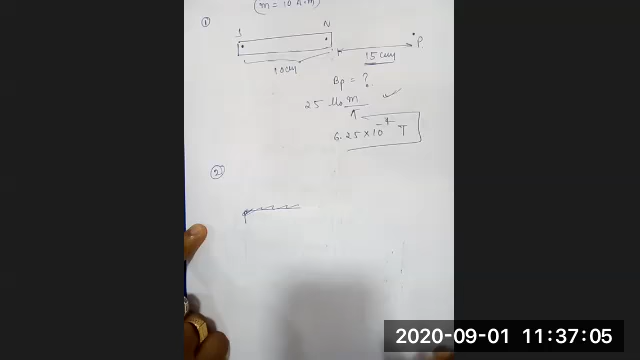 (m = 10 A.m)
①
S N
P
15 cm
10 cm
Bp = ?
25 μ₀ m
6.25 × 10⁻⁴ T
②
2020-09-01 11:37:05